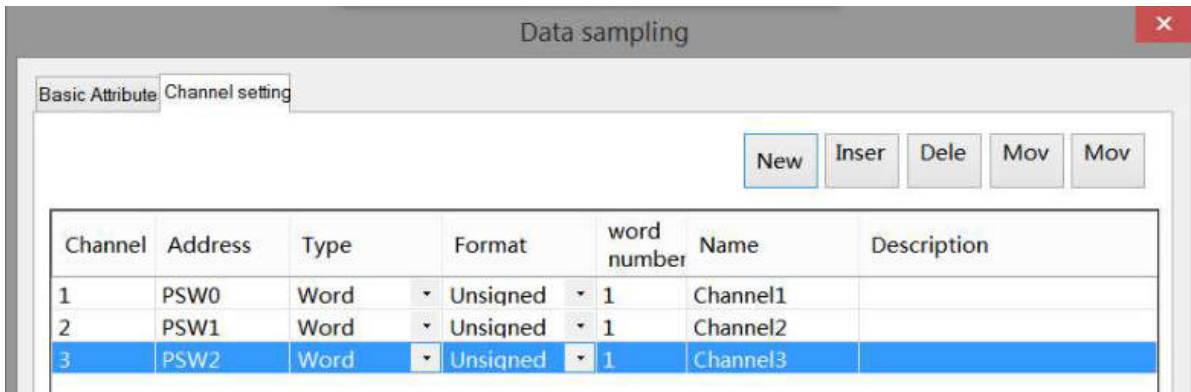 Data sampling
Basic Attribute Channel setting
New Inser Dele Mov Mov
Channel Address Type Format word number Name Description
1 PSW0 Word Unsigned 1 Channel1
2 PSW1 Word Unsigned 1 Channel2
3 PSW2 Word Unsigned 1 Channel3